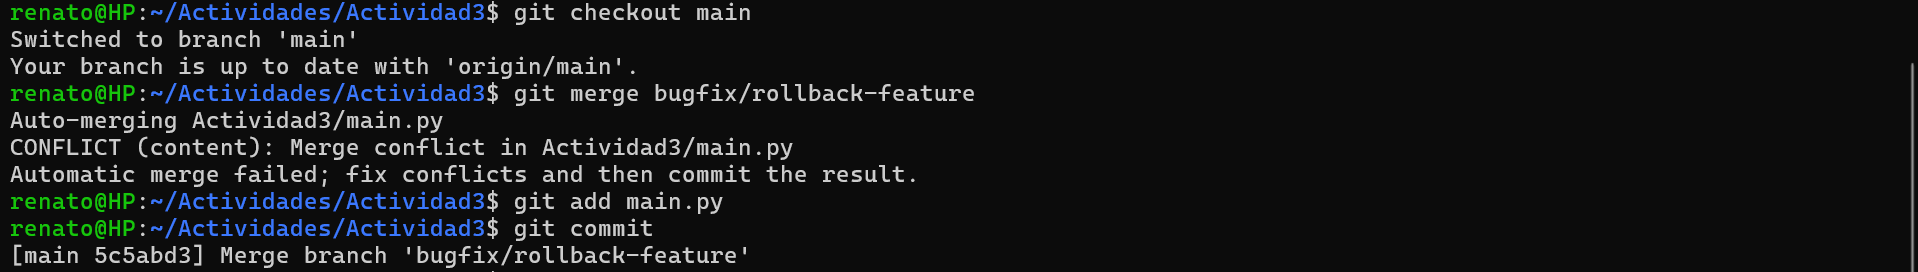 renato@HP:~/Actividades/Actividad3$ git checkout main
Switched to branch 'main'
Your branch is up to date with 'origin/main'.
renato@HP:~/Actividades/Actividad3$ git merge bugfix/rollback-feature
Auto-merging Actividad3/main.py
CONFLICT (content): Merge conflict in Actividad3/main.py
Automatic merge failed; fix conflicts and then commit the result.
renato@HP:~/Actividades/Actividad3$ git add main.py
renato@HP:~/Actividades/Actividad3$ git commit
[main 5c5abd3] Merge branch 'bugfix/rollback-feature'